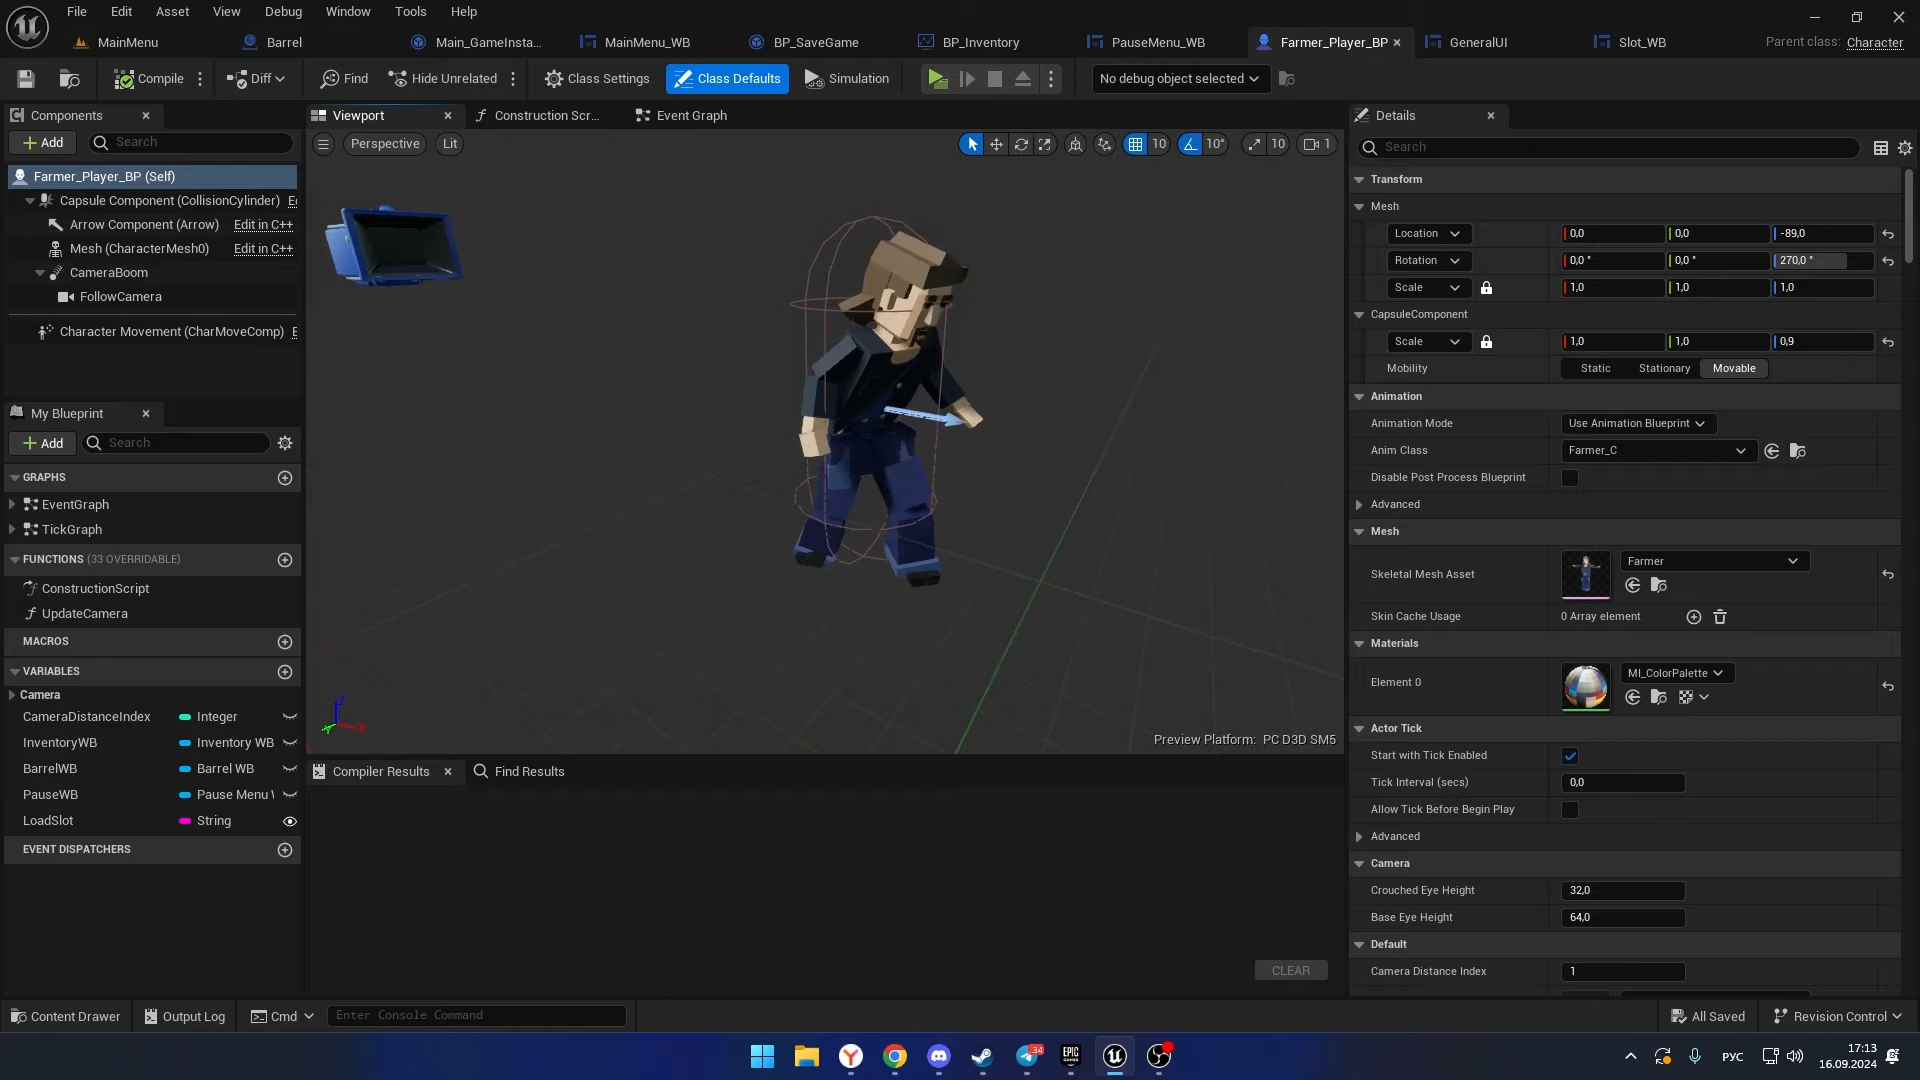 File Edit Asset View Debug Window Tools Help
MainMenu Barrel Main_GameInsta... MainMenu_WB BP_SaveGame BP_Inventory PauseMenu_WB Farmer_Player_BP GeneralUI Slot_WB Parent class: Character
Compile Diff Find Hide Unrelated Class Settings Class Defaults Simulation No debug object selected
Components
Add Search
Farmer_Player_BP (Self)
Capsule Component (CollisionCylinder)
Arrow Component (Arrow) Edit in C++
Mesh (CharacterMesh0) Edit in C++
CameraBoom
FollowCamera
Character Movement (CharMoveComp) E
My Blueprint
Add Search
GRAPHS
EventGraph
TickGraph
FUNCTIONS (33 OVERRIDABLE)
ConstructionScript
UpdateCamera
MACROS
VARIABLES
Camera
CameraDistanceIndex Integer
InventoryWB Inventory WB
BarrelWB Barrel WB
PauseWB Pause Menu
LoadSlot String
EVENT DISPATCHERS
Viewport Construction Scr... Event Graph
Perspective Lit 10 10° 10 1
Z
X
Preview Platform: PC D3D SM5
Compiler Results Find Results
CLEAR
Details
Search
Transform
Mesh
Location 0,0 0,0 -89,0
Rotation 0,0 ° 0,0 ° 270,0 °
Scale 1,0 1,0 1,0
CapsuleComponent
Scale 1,0 1,0 0,9
Mobility Static Stationary Movable
Animation
Animation Mode Use Animation Blueprint
Anim Class Farmer_C
Disable Post Process Blueprint
Advanced
Mesh
Skeletal Mesh Asset Farmer
Skin Cache Usage 0 Array element
Materials
Element 0 MI_ColorPalette
Actor Tick
Start with Tick Enabled
Tick Interval (secs) 0,0
Allow Tick Before Begin Play
Advanced
Camera
Crouched Eye Height 32,0
Base Eye Height 64,0
Default
Camera Distance Index 1
Content Drawer Output Log Cmd Enter Console Command All Saved Revision Control
34 EPIC GAMES РУС 17:13
16.09.2024